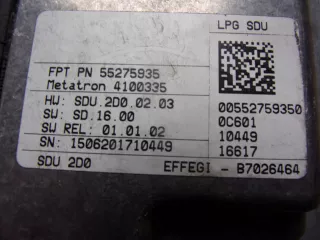 LPG SDU
FPT PN 55275935
Metatron 4100335
HW: SDU.2D0.02.03
SW: SD.16.00
SW REL: 01.01.02
SN: 1506201710449
00552759350
0C601
10449
16617
SDU 2D0
EFFEGI - B7026464